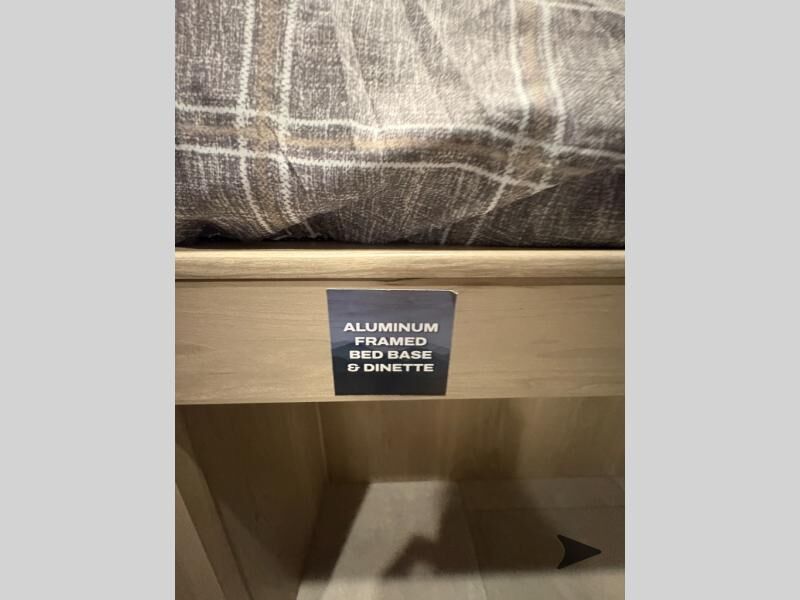 ALUMINUM
FRAMED
BED BASE
& DINETTE